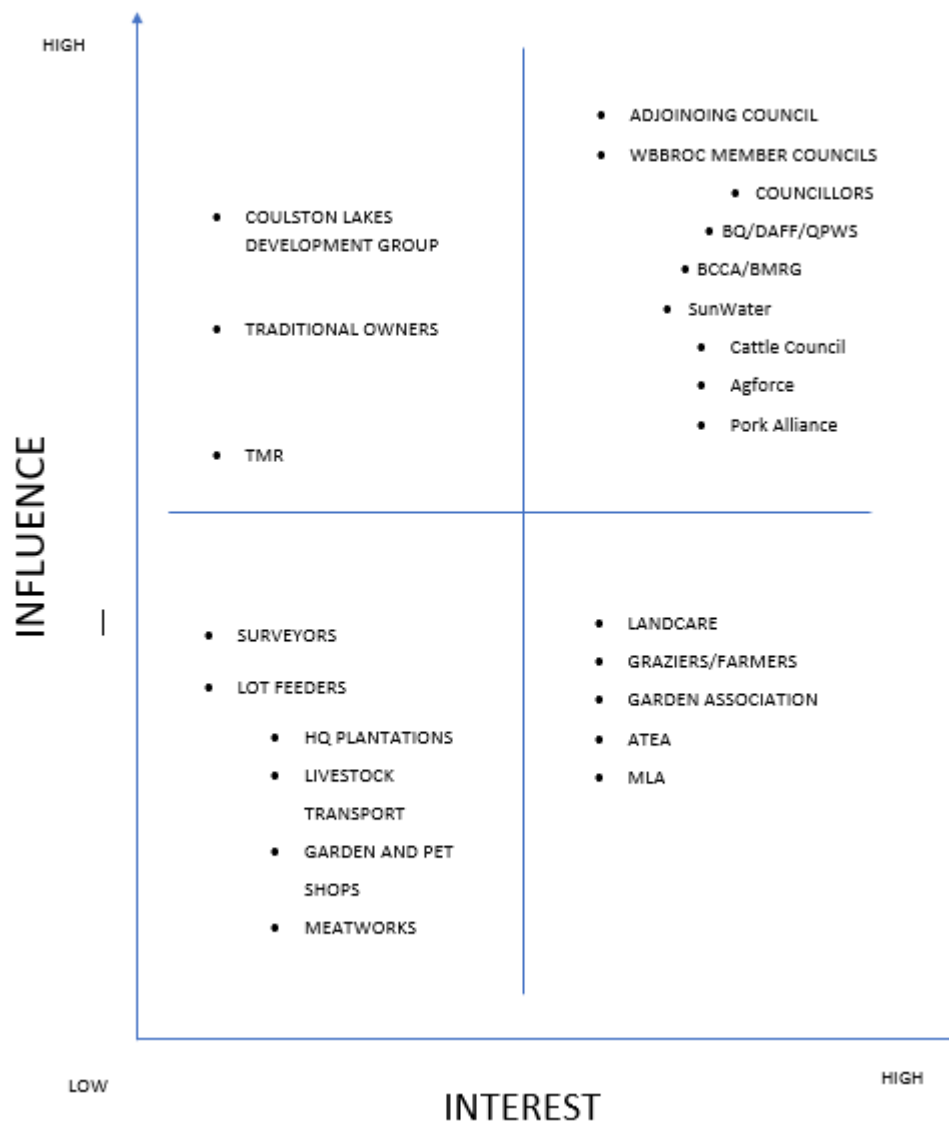 HIGH
• ADJOINOING COUNCIL
• WBBROC MEMBER COUNCILS
• COUNCILLORS
• BQ/DAFF/QPWS
• BCCA/BMRG
• SunWater
• Cattle Council
• Agforce
• Pork Alliance
• COULSTON LAKES
DEVELOPMENT GROUP
• TRADITIONAL OWNERS
• TMR
INFLUENCE
• SURVEYORS
• LOT FEEDERS
• HQ PLANTATIONS
• LIVESTOCK
TRANSPORT
• GARDEN AND PET
SHOPS
• MEATWORKS
• LANDCARE
• GRAZIERS/FARMERS
• GARDEN ASSOCIATION
• ATEA
• MLA
LOW
HIGH
INTEREST